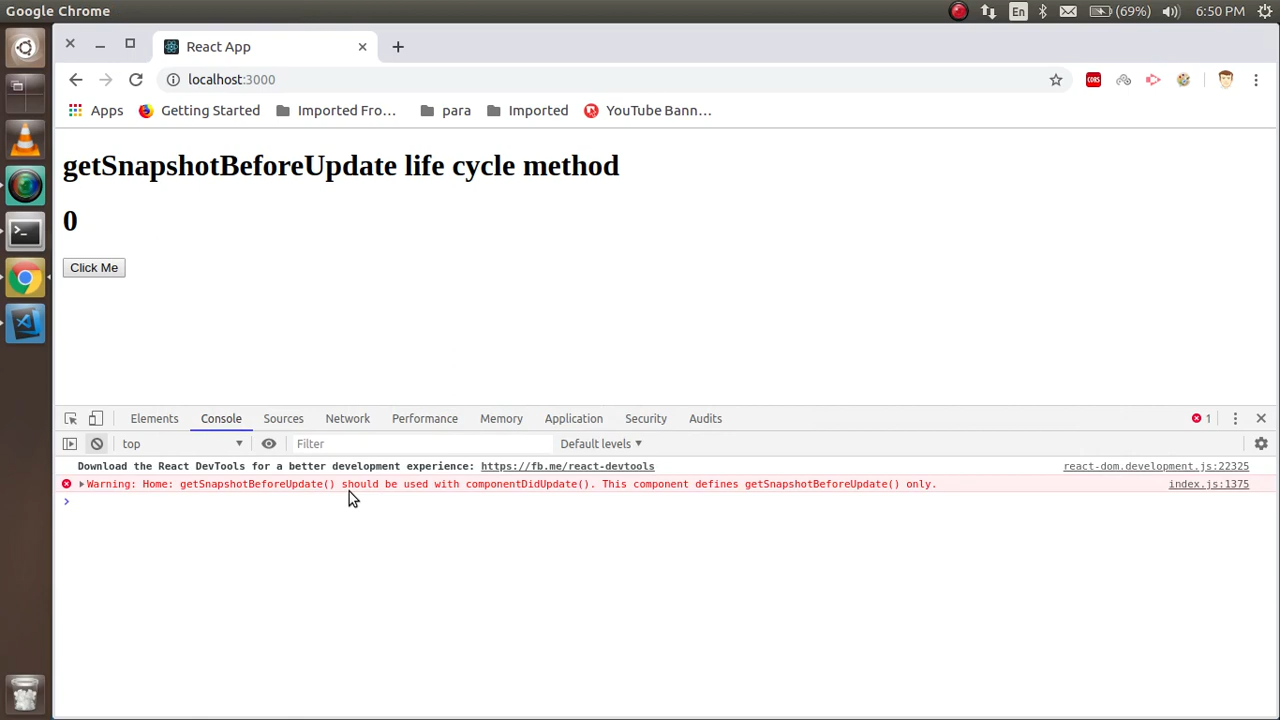 Google Chrome
En
(69%)
6:50 PM
React App
localhost:3000
CORS
Apps
Getting Started
Imported Fro...
para
Imported
YouTube Bann...
getSnapshotBeforeUpdate life cycle method
0
Click Me
Elements
Console
Sources
Network
Performance
Memory
Application
Security
Audits
1
top
Filter
Default levels
Download the React DevTools for a better development experience: https://fb.me/react-devtools
react-dom.development.js:22325
Warning: Home: getSnapshotBeforeUpdate() should be used with componentDidUpdate(). This component defines getSnapshotBeforeUpdate() only.
index.js:1375